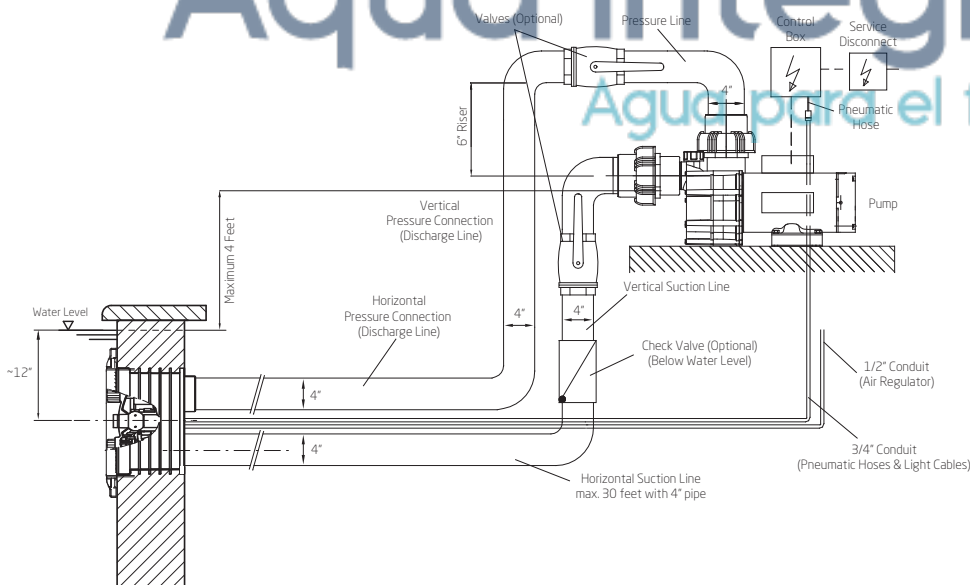 Aqua Integr
Agua para el f
Valves (Optional)
Pressure Line
Control
Box
Service
Disconnect
4"
Pneumatic
Hose
6" Riser
Vertical
Pressure Connection
(Discharge Line)
Pump
Maximum 4 Feet
Vertical Suction Line
Water Level
Horizontal
Pressure Connection
(Discharge Line)
4"
4"
Check Valve (Optional)
(Below Water Level)
~12"
1/2" Conduit
(Air Regulator)
4"
4"
3/4" Conduit
(Pneumatic Hoses & Light Cables)
Horizontal Suction Line
max. 30 feet with 4" pipe